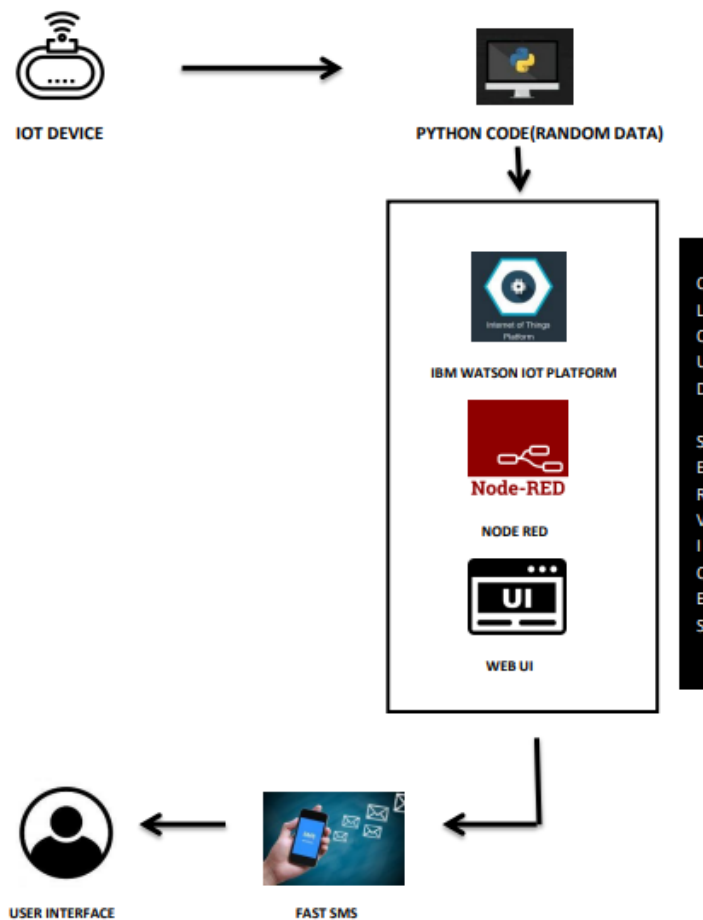 IOT DEVICE
PYTHON CODE(RANDOM DATA)
Internet of Things
Platform
IBM WATSON IOT PLATFORM
Node-RED
NODE RED
UI
WEB UI
C
L
O
U
D
S
E
R
V
I
C
E
S
SMS
USER INTERFACE
FAST SMS